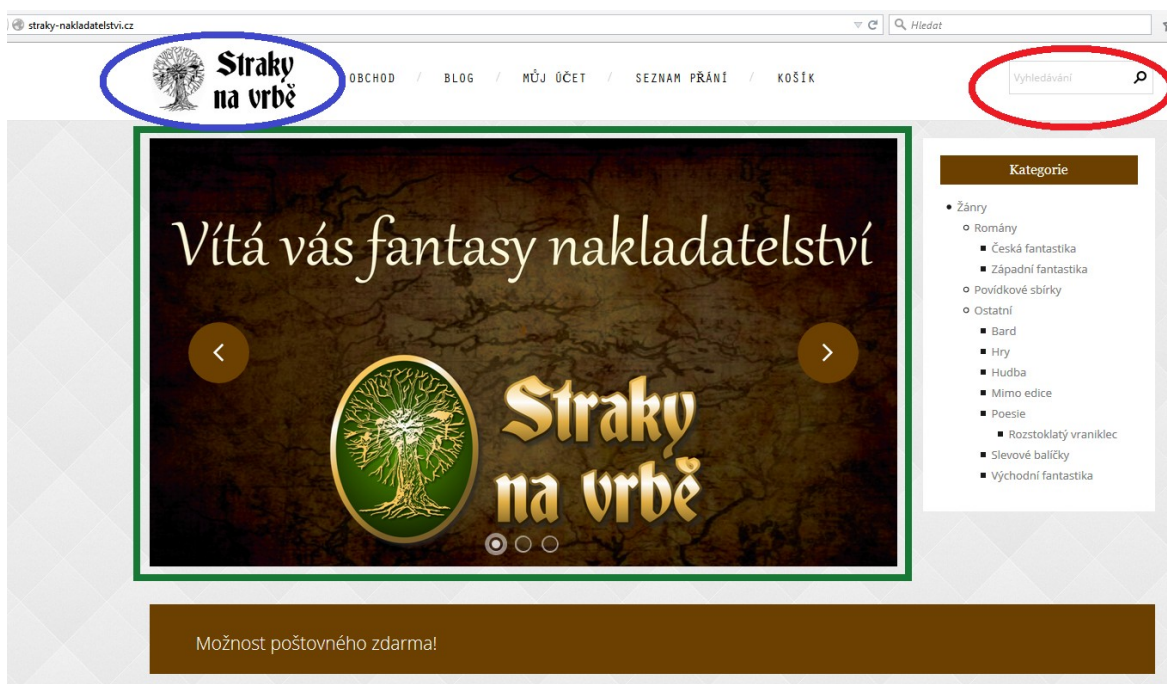 straky-nakladatelstvi.cz
Hledat
Straky
na vrbě
OBCHOD / BLOG / MŮJ ÚČET / SEZNAM PŘÁNÍ / KOŠÍK
Vyhledávání
Vítá vás fantasy nakladatelství
Straky
na vrbě
Kategorie
Žánry
Romány
Česká fantastika
Západní fantastika
Povídkové sbírky
Ostatní
Bard
Hry
Hudba
Mimo edice
Poesie
Rozstoklatý vraniklec
Slevové balíčky
Východní fantastika
Možnost poštovného zdarma!